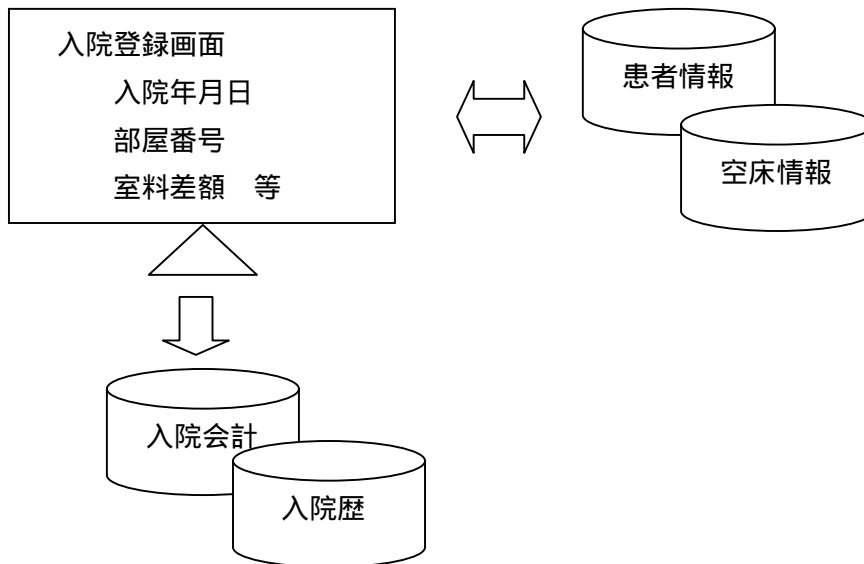 入院登録画面
入院年月日
部屋番号
室料差額　等
患者情報
空床情報
入院会計
入院歴